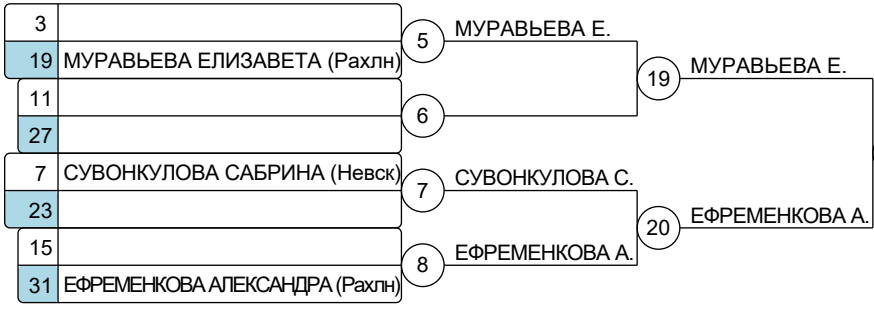 3
МУРАВЬЕВА Е.
5
19 МУРАВЬЕВА ЕЛИЗАВЕТА (Рахлн)
19 МУРАВЬЕВА Е.
11
6
27
7 СУВОНКУЛОВА САБРИНА (Невск)
7 СУВОНКУЛОВА С.
23
20 ЕФРЕМЕНКОВА А.
15
8 ЕФРЕМЕНКОВА А.
31 ЕФРЕМЕНКОВА АЛЕКСАНДРА (Рахлн)